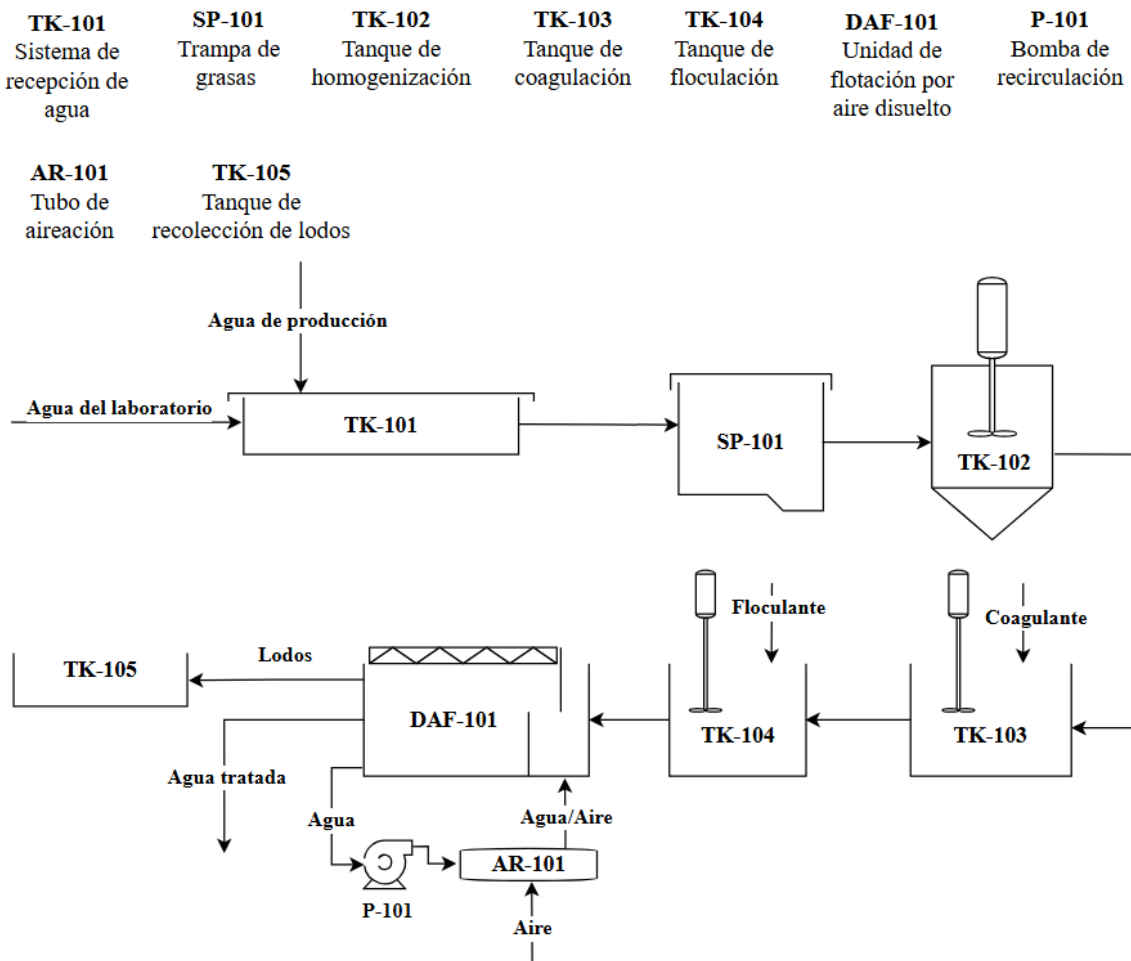 TK-101
Sistema de
recepción de
agua
SP-101
Trampa de
grasas
TK-102
Tanque de
homogenización
TK-103
Tanque de
coagulación
TK-104
Tanque de
floculación
DAF-101
Unidad de
flotación por
aire disuelto
P-101
Bomba de
recirculación
AR-101
Tubo de
aireación
TK-105
Tanque de
recolección de lodos
Agua de producción
Agua del laboratorio
TK-101
SP-101
TK-102
Floculante
Coagulante
Lodos
TK-105
DAF-101
TK-104
TK-103
Agua tratada
Agua
Agua/Aire
AR-101
P-101
Aire